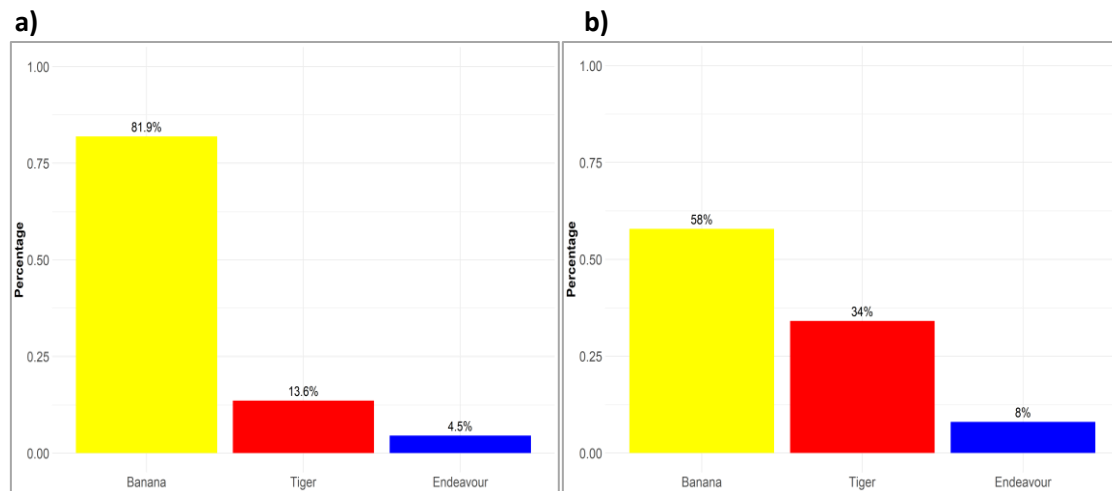 a)
1.00
81.9%
0.75
0.50
Percentage
0.25
13.6%
4.5%
0.00
Banana Tiger Endeavour
b)
1.00
0.75
58%
0.50
Percentage
34%
0.25
8%
0.00
Banana Tiger Endeavour